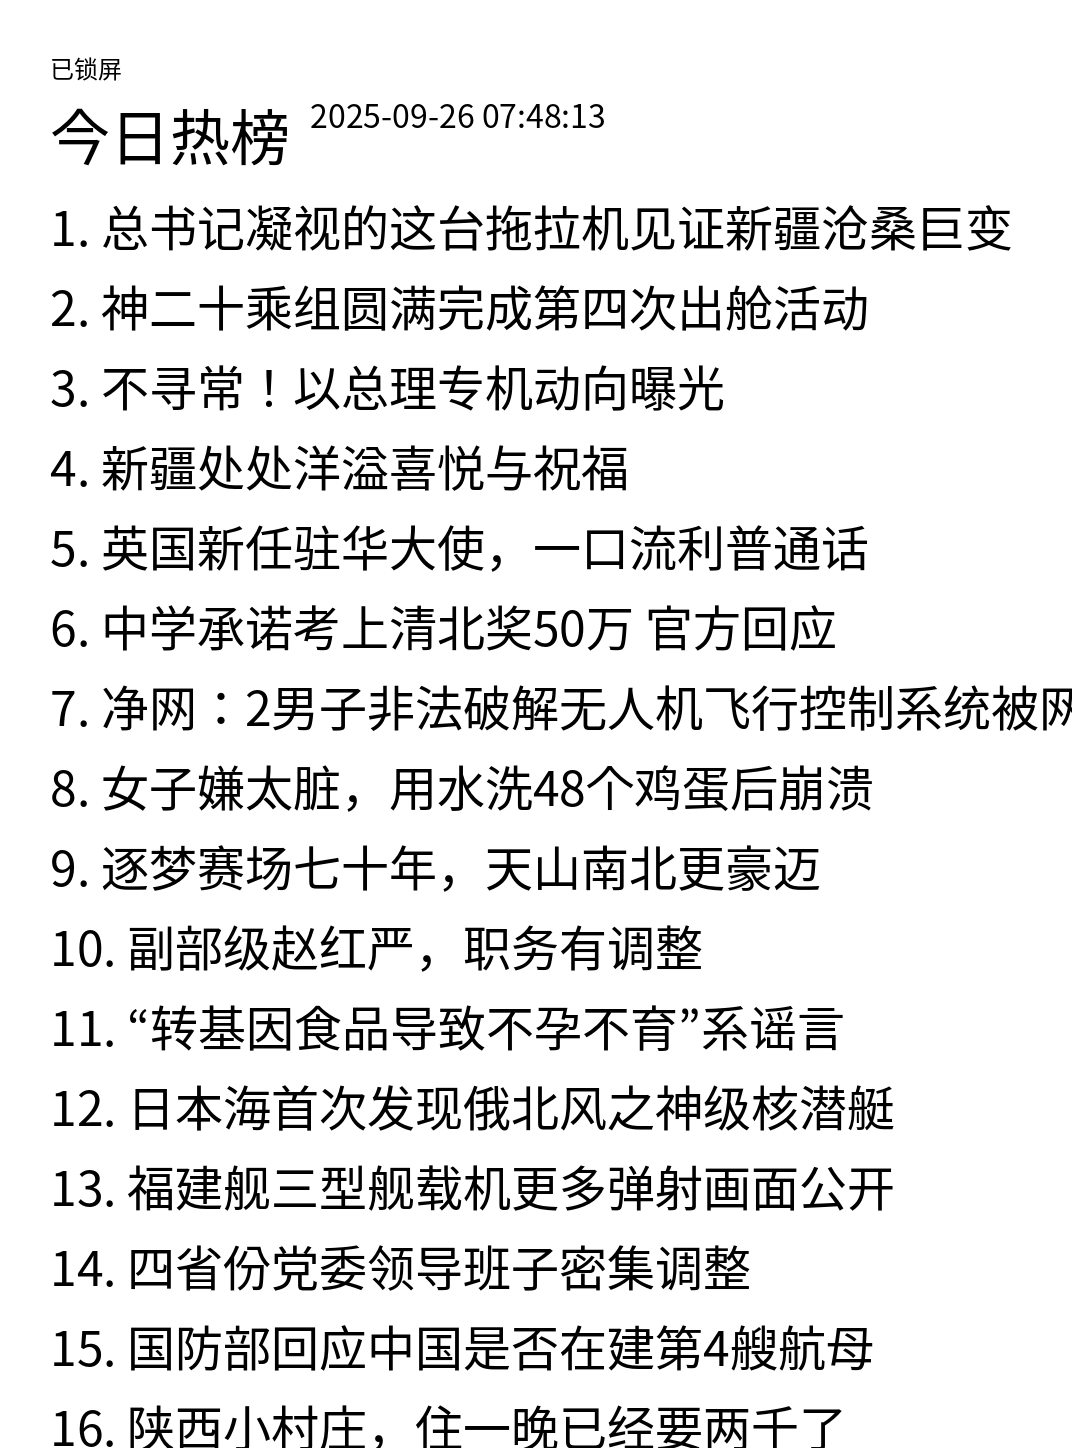 已锁屏
今日热榜 2025-09-26 07:48:13
1. 总书记凝视的这台拖拉机见证新疆沧桑巨变
2. 神二十乘组圆满完成第四次出舱活动
3. 不寻常！以总理专机动向曝光
4. 新疆处处洋溢喜悦与祝福
5. 英国新任驻华大使，一口流利普通话
6. 中学承诺考上清北奖50万 官方回应
7. 净网：2男子非法破解无人机飞行控制系统被网
8. 女子嫌太脏，用水洗48个鸡蛋后崩溃
9. 逐梦赛场七十年，天山南北更豪迈
10. 副部级赵红严，职务有调整
11. “转基因食品导致不孕不育”系谣言
12. 日本海首次发现俄北风之神级核潜艇
13. 福建舰三型舰载机更多弹射画面公开
14. 四省份党委领导班子密集调整
15. 国防部回应中国是否在建第4艘航母
16. 陕西小村庄，住一晚已经要两千了